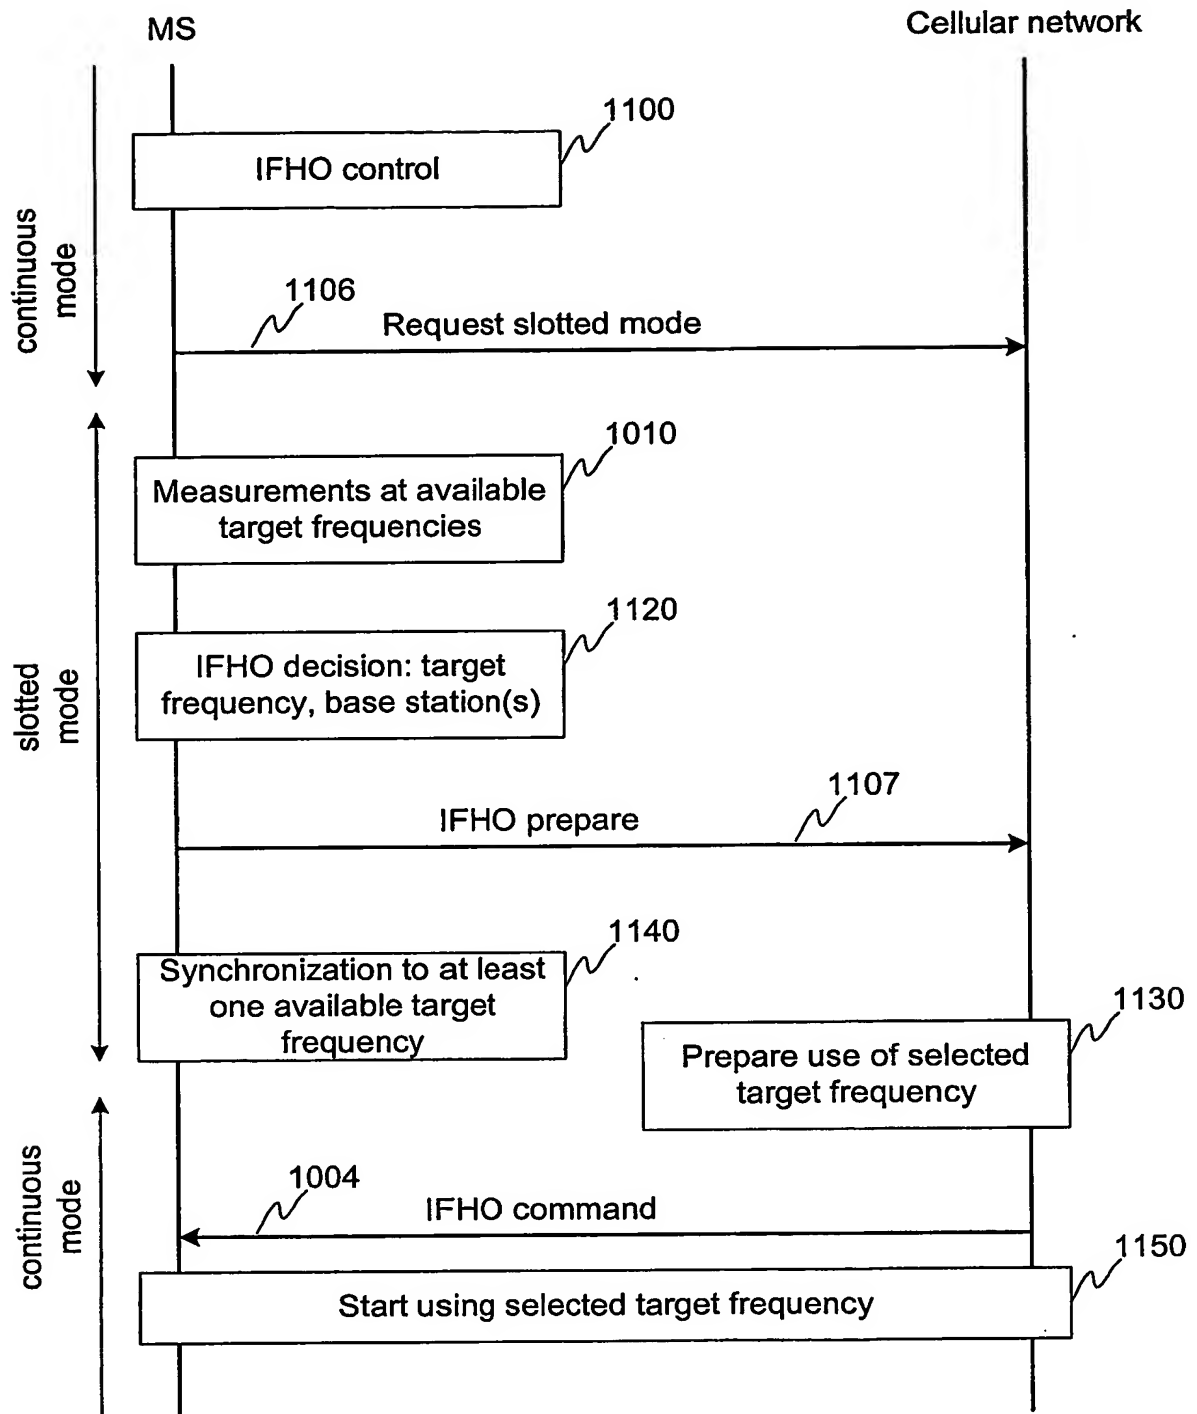 MS
Cellular network
1100
IFHO control
continuous
mode
1106
Request slotted mode
1010
Measurements at available
target frequencies
1120
IFHO decision: target
frequency, base station(s)
slotted
mode
1107
IFHO prepare
1140
Synchronization to at least
one available target
frequency
1130
Prepare use of selected
target frequency
continuous
mode
1004
IFHO command
1150
Start using selected target frequency